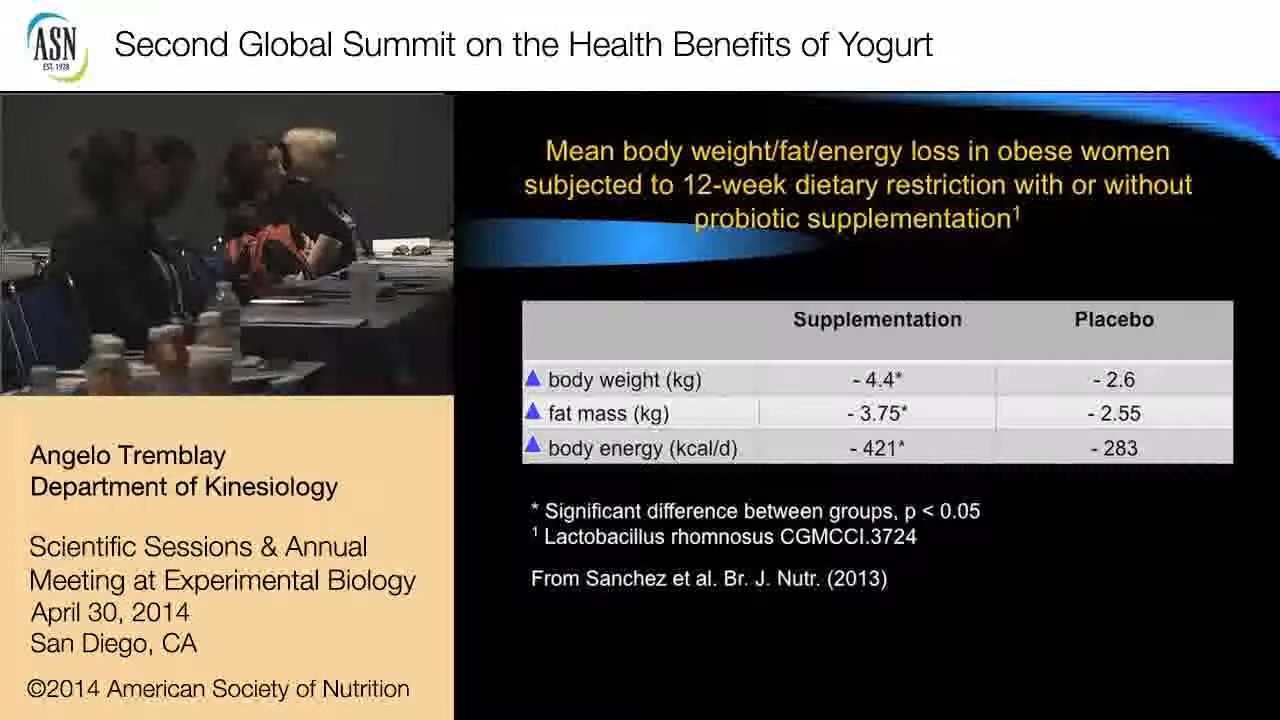 ASN
EST. 1928
Second Global Summit on the Health Benefits of Yogurt
Mean body weight/fat/energy loss in obese women
subjected to 12-week dietary restriction with or without
probiotic supplementation¹
Supplementation Placebo
▲ body weight (kg) - 4.4* - 2.6
▲ fat mass (kg) - 3.75* - 2.55
▲ body energy (kcal/d) - 421* - 283
* Significant difference between groups, p < 0.05
¹ Lactobacillus rhomnosus CGMCCI.3724
From Sanchez et al. Br. J. Nutr. (2013)
Angelo Tremblay
Department of Kinesiology
Scientific Sessions & Annual
Meeting at Experimental Biology
April 30, 2014
San Diego, CA
©2014 American Society of Nutrition